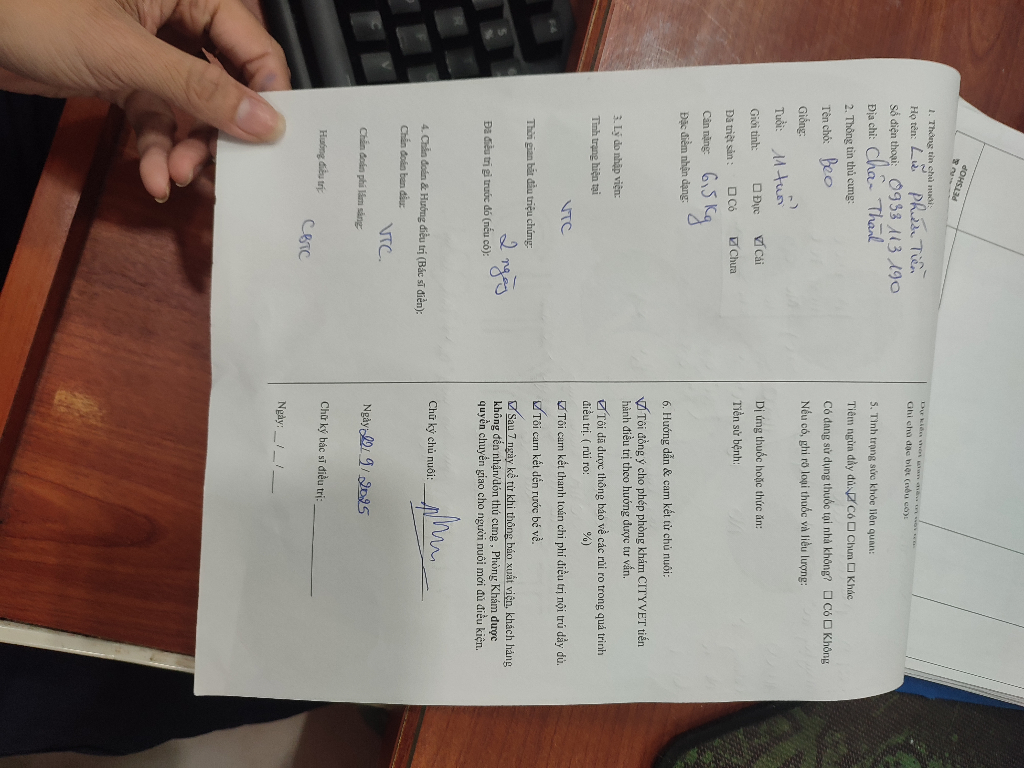 1. Thông tin chủ nuôi:
Họ tên: Lưu Phước Tiến
Số điện thoại: 0933 113 190
Địa chỉ: Chân Thành
2. Thông tin thú cưng:
Tên chó: Beo
Giống:
Tuổi: 11 tuổi
Giới tính: ☐ Đực ☑ Cái
Đã triệt sản : ☐ Có ☑ Chưa
Cân nặng: 6,5 Kg
Đặc điểm nhận dạng:
3. Lý do nhập viện:
Tình trạng hiện tại
VTC
Thời gian bắt đầu triệu chứng:
2 ngày
Đã điều trị gì trước đó (nếu có):
4. Chẩn đoán & Hướng điều trị (Bác sĩ điền):
Chẩn đoán ban đầu:
VTC.
Chẩn đoán phi lâm sàng:
Hướng điều trị:
CBTC
Ghi chú đặc biệt (nếu có):
5. Tình trạng sức khỏe liên quan:
Tiêm ngừa đầy đủ: ☑ Có ☐ Chưa ☐ Khác
Có đang sử dụng thuốc tại nhà không? ☐ Có ☐ Không
Nếu có, ghi rõ loại thuốc và liều lượng:
Dị ứng thuốc hoặc thức ăn:
Tiền sử bệnh:
6. Hướng dẫn & cam kết từ chủ nuôi:
☑ Tôi đồng ý cho phép phòng khám CITYVET tiến
hành điều trị theo hướng được tư vấn.
☑ Tôi đã được thông báo về các rủi ro trong quá trình
điều trị. ( rủi ro: %)
☑ Tôi cam kết thanh toán chi phí điều trị nội trú đầy đủ.
☑ Tôi cam kết đến rước bé về.
☑ Sau 7 ngày kể từ khi thông báo xuất viện, khách hàng
không đến nhận/đón thú cưng , Phòng Khám được
quyền chuyển giao cho người nuôi mới đủ điều kiện.
Chữ ký chủ nuôi:
Ngày: 20/ 9 / 2025
Chữ ký bác sĩ điều trị:
Ngày: __ / __ / ____